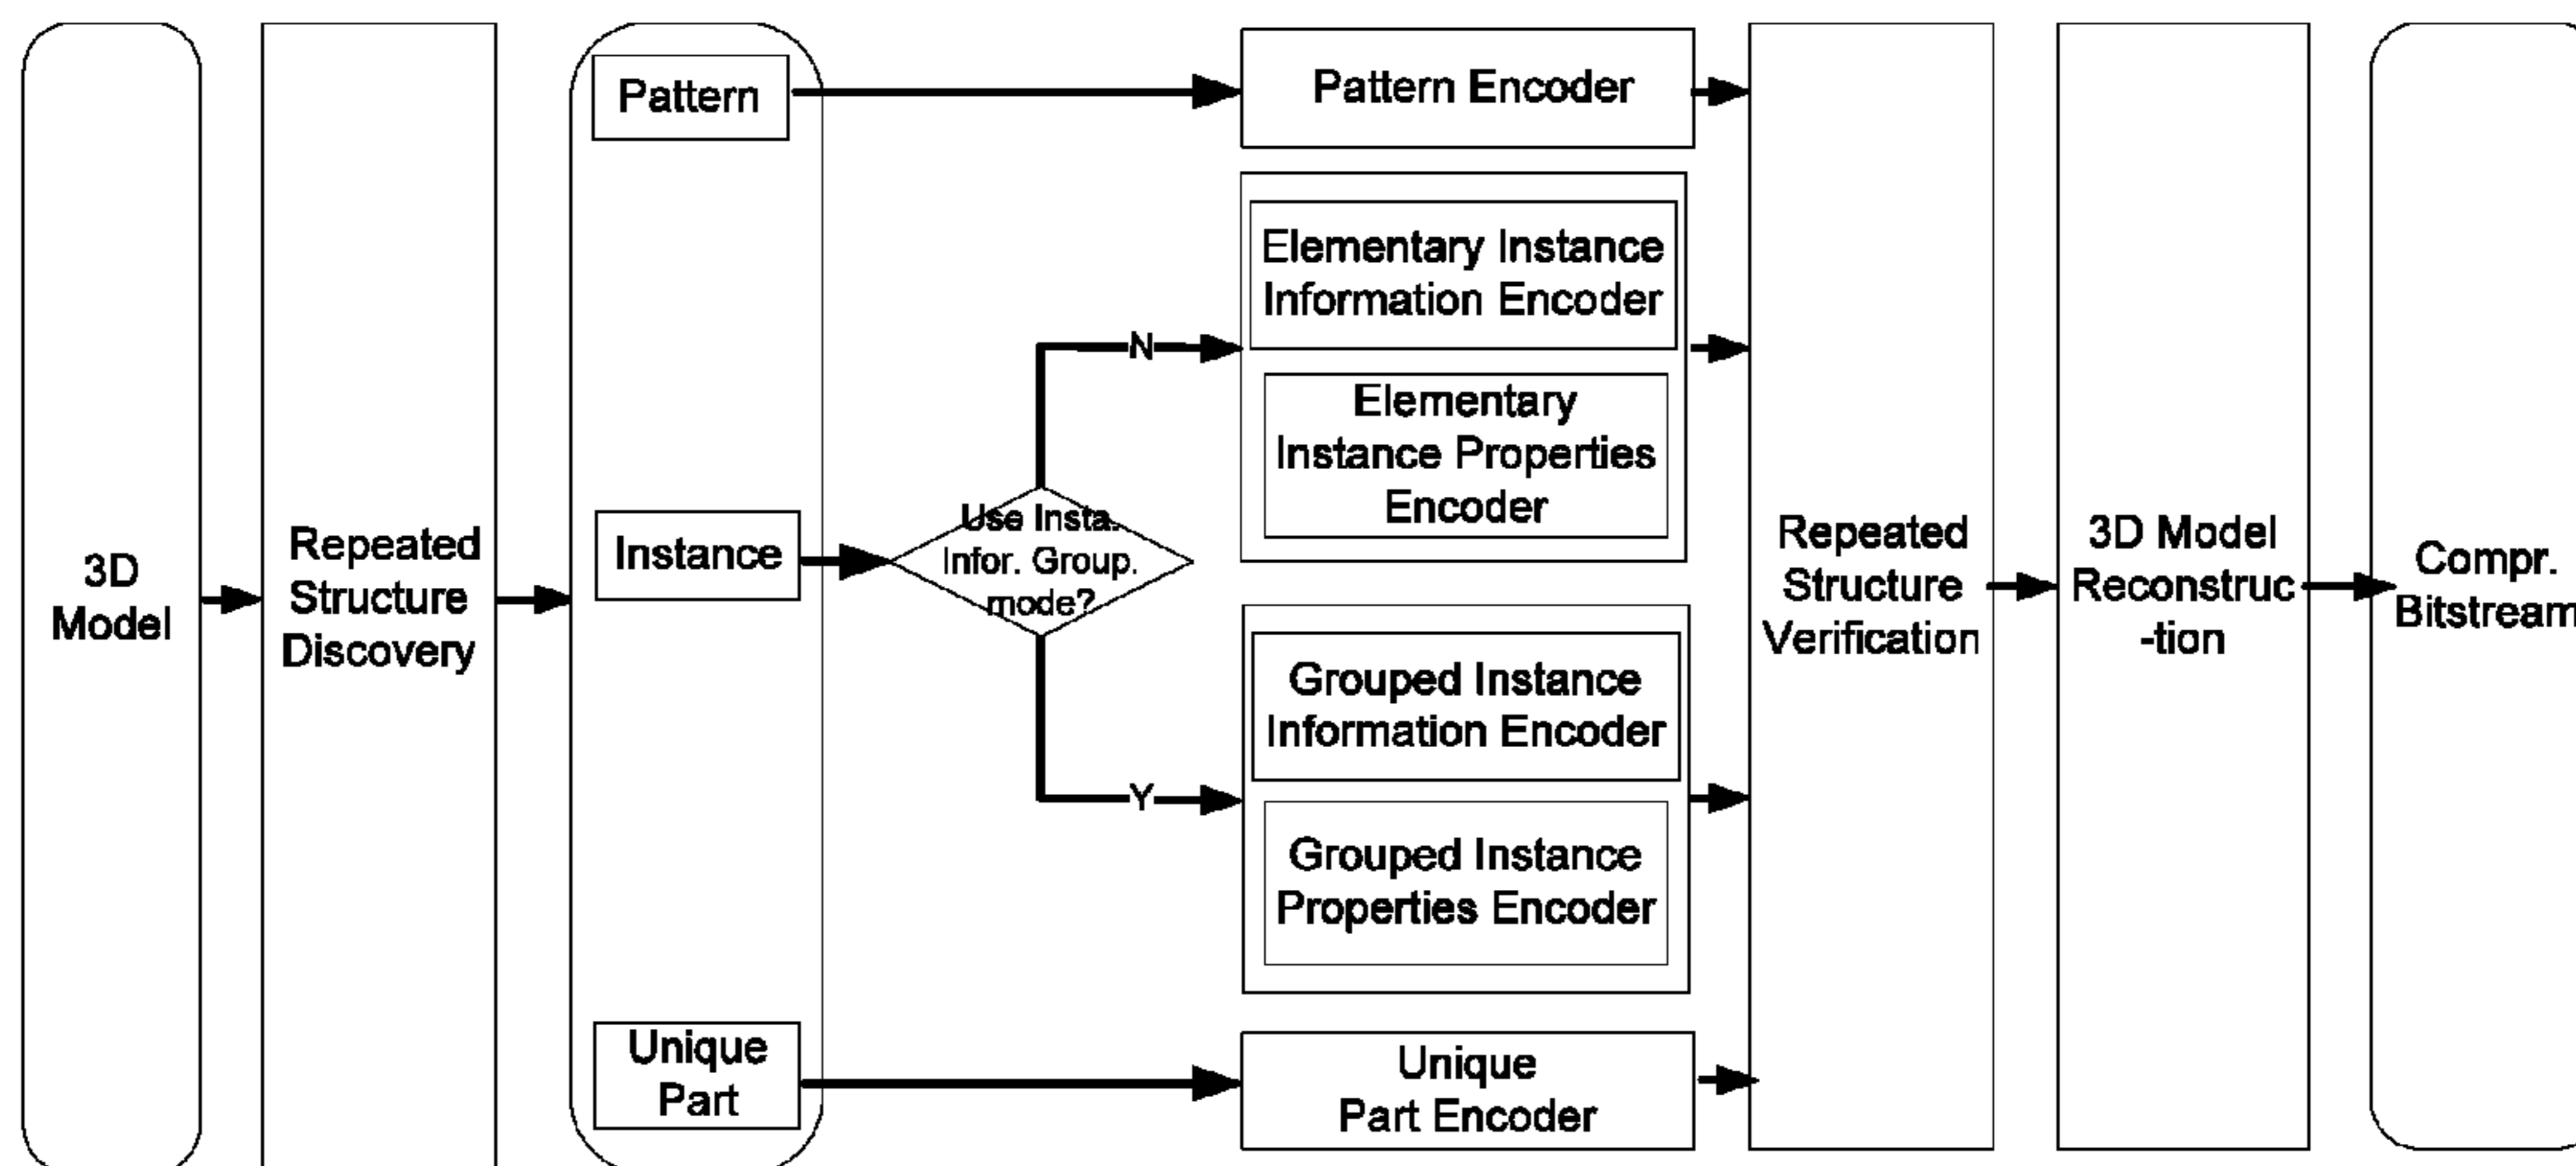 3D
Model
Repeated
Structure
Discovery
Pattern
Instance
Unique
Part
Use Insta.
Infor. Group.
mode?
N
Y
Pattern Encoder
Elementary Instance
Information Encoder
Elementary
Instance Properties
Encoder
Grouped Instance
Information Encoder
Grouped Instance
Properties Encoder
Unique
Part Encoder
Repeated
Structure
Verification
3D Model
Reconstruc
-tion
Compr.
Bitstream